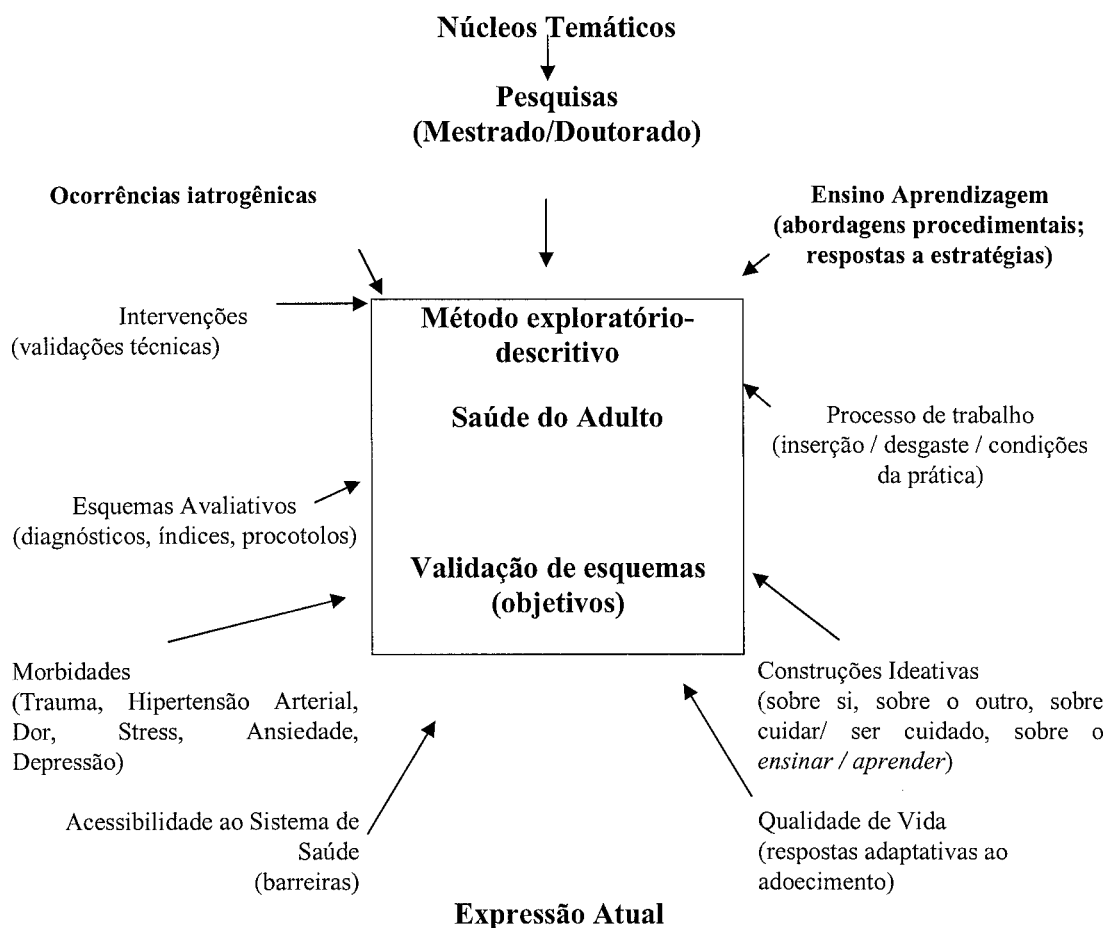 Núcleos Temáticos
Pesquisas
(Mestrado/Doutorado)
Ocorrências iatrogênicas
Ensino Aprendizagem
(abordagens procedimentais;
respostas a estratégias)
Intervenções
(validações técnicas)
Método exploratório-
descritivo
Saúde do Adulto
Processo de trabalho
(inserção / desgaste / condições
da prática)
Esquemas Avaliativos
(diagnósticos, índices, procotolos)
Validação de esquemas
(objetivos)
Morbidades
(Trauma, Hipertensão Arterial,
Dor, Stress, Ansiedade,
Depressão)
Construções Ideativas
(sobre si, sobre o outro, sobre
cuidar/ ser cuidado, sobre o
ensinar / aprender)
Acessibilidade ao Sistema de
Saúde
(barreiras)
Qualidade de Vida
(respostas adaptativas ao
adoecimento)
Expressão Atual